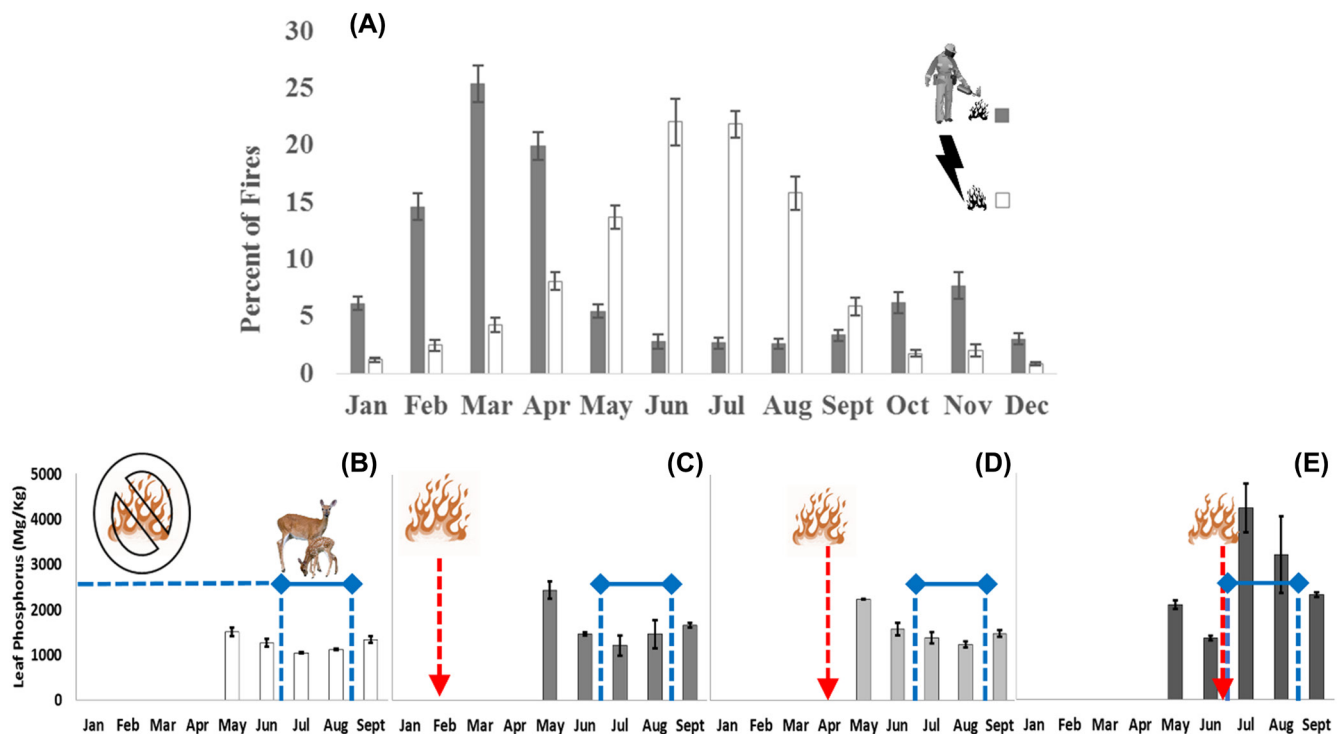 (A)
Percent of Fires
30
25
20
15
10
5
0
Jan Feb Mar Apr May Jun Jul Aug Sept Oct Nov Dec
(B) (C) (D) (E)
Leaf Phosphorus (Mg/Kg)
5000
4000
3000
2000
1000
0
Jan Feb Mar Apr May Jun Jul Aug Sept Jan Feb Mar Apr May Jun Jul Aug Sept Jan Feb Mar Apr May Jun Jul Aug Sept Jan Feb Mar Apr May Jun Jul Aug Sept